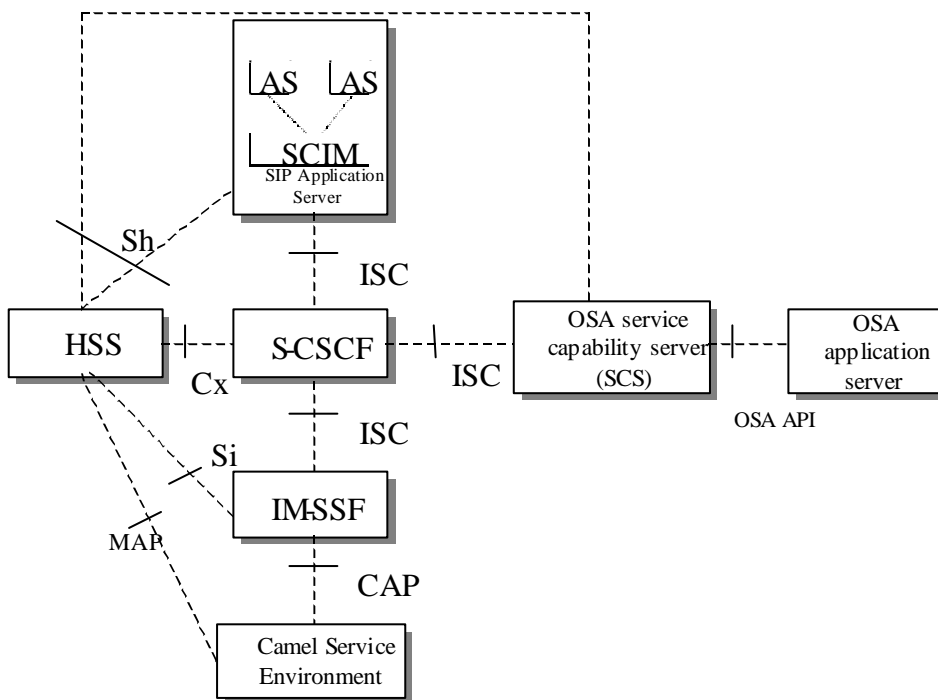 AS AS
SCIM
SIP Application
Server
Sh
ISC
HSS
S-CSCF
OSA service
capability server
(SCS)
OSA
application
server
Cx
ISC
ISC
OSA API
Si
IM-SSF
MAP
CAP
Camel Service
Environment